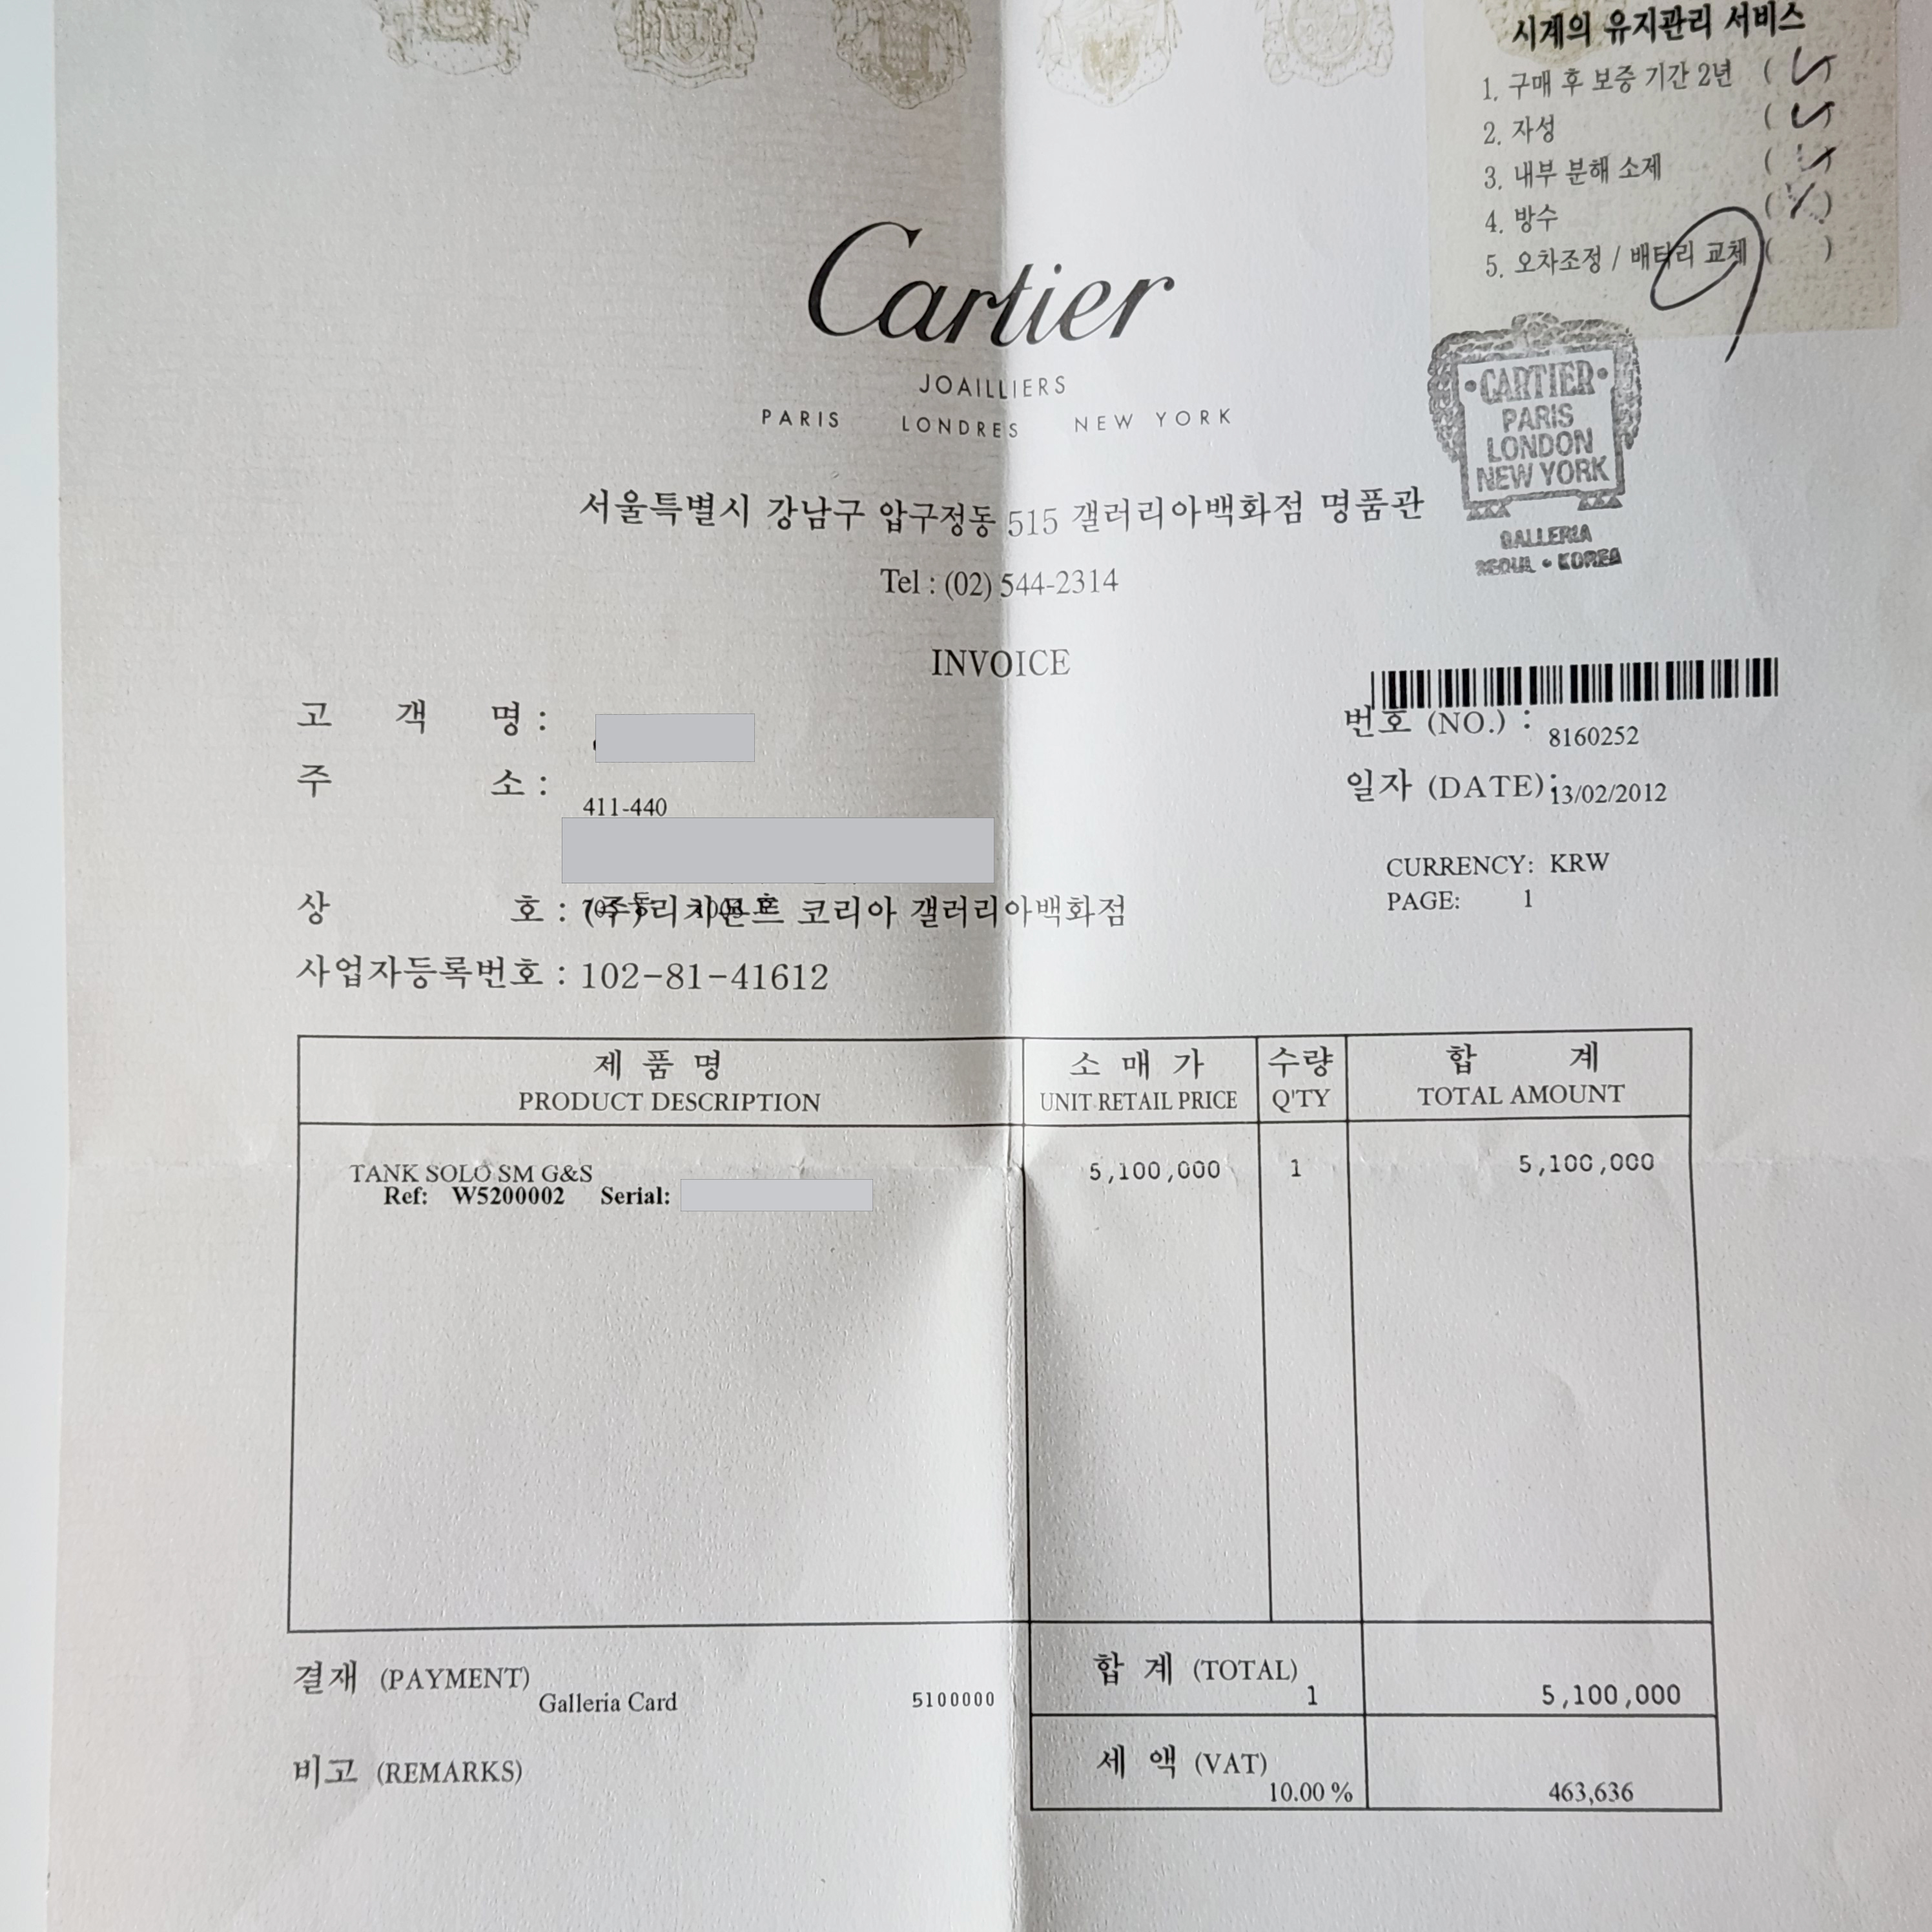 시계의 유지관리 서비스
1. 구매 후 보증 기간 2년 ( )
2. 자성 ( )
3. 내부 분해 소제 ( )
4. 방수 ( )
5. 오차조정 / 배터리 교체 ( )
Cartier
JOAILLIERS
PARIS LONDRES NEW YORK
•CARTIER•
PARIS
LONDON
NEW YORK
GALLERIA
SEOUL • KOREA
서울특별시 강남구 압구정동 515 갤러리아백화점 명품관
Tel : (02) 544-2314
INVOICE
고 객 명 :
번호 (NO.) : 8160252
주 소 :
일자 (DATE): 13/02/2012
411-440
CURRENCY: KRW
PAGE: 1
상 호 : (주)리치몬트 코리아 갤러리아백화점
사업자등록번호 : 102-81-41612
제 품 명 소 매 가 수량 합 계
PRODUCT DESCRIPTION UNIT RETAIL PRICE Q'TY TOTAL AMOUNT
TANK SOLO SM G&S 5,100,000 1 5,100,000
Ref: W5200002 Serial:
결재 (PAYMENT) 합 계 (TOTAL)
Galleria Card 5100000 1 5,100,000
비고 (REMARKS) 세 액 (VAT)
10.00 % 463,636